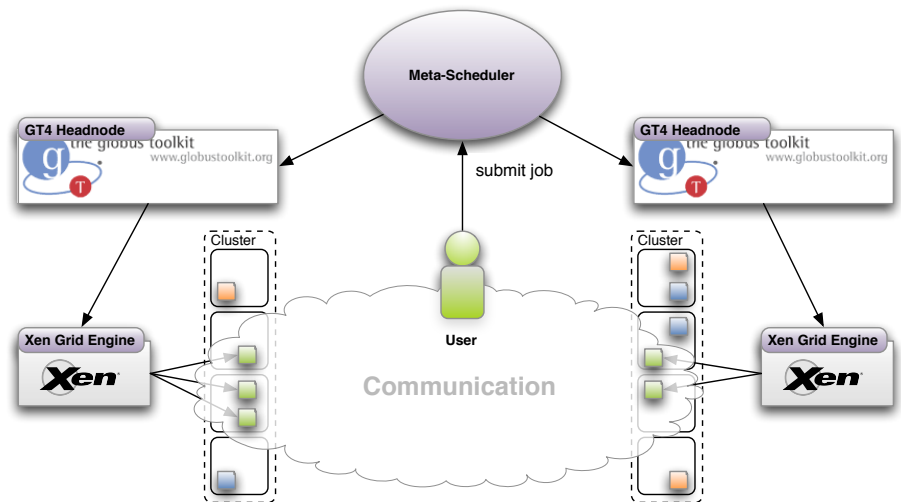 Meta-Scheduler
GT4 Headnode
the globus toolkit
www.globustoolkit.org
g
T
GT4 Headnode
the globus toolkit
www.globustoolkit.org
g
T
submit job
Cluster
Cluster
User
Xen Grid Engine
Xen
Xen Grid Engine
Xen
Communication